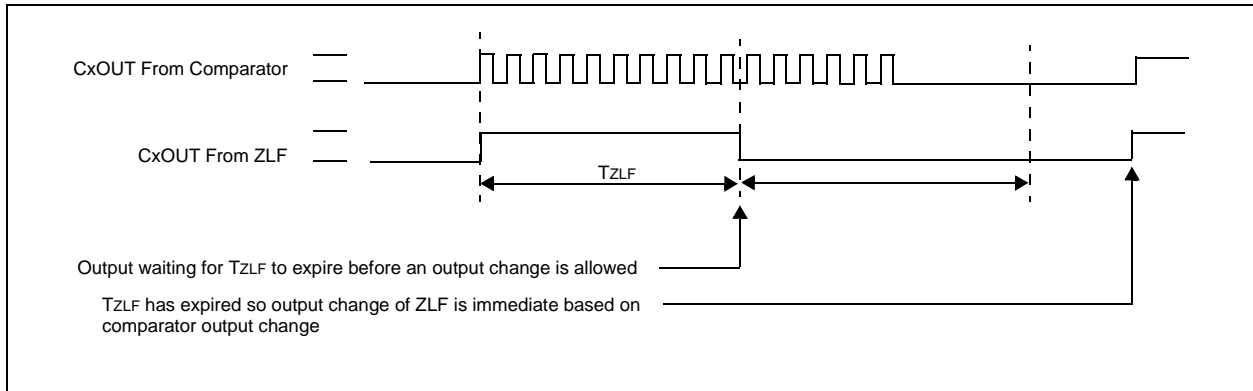 CxOUT From Comparator
CxOUT From ZLF
TZLF
Output waiting for TZLF to expire before an output change is allowed
TZLF has expired so output change of ZLF is immediate based on
comparator output change